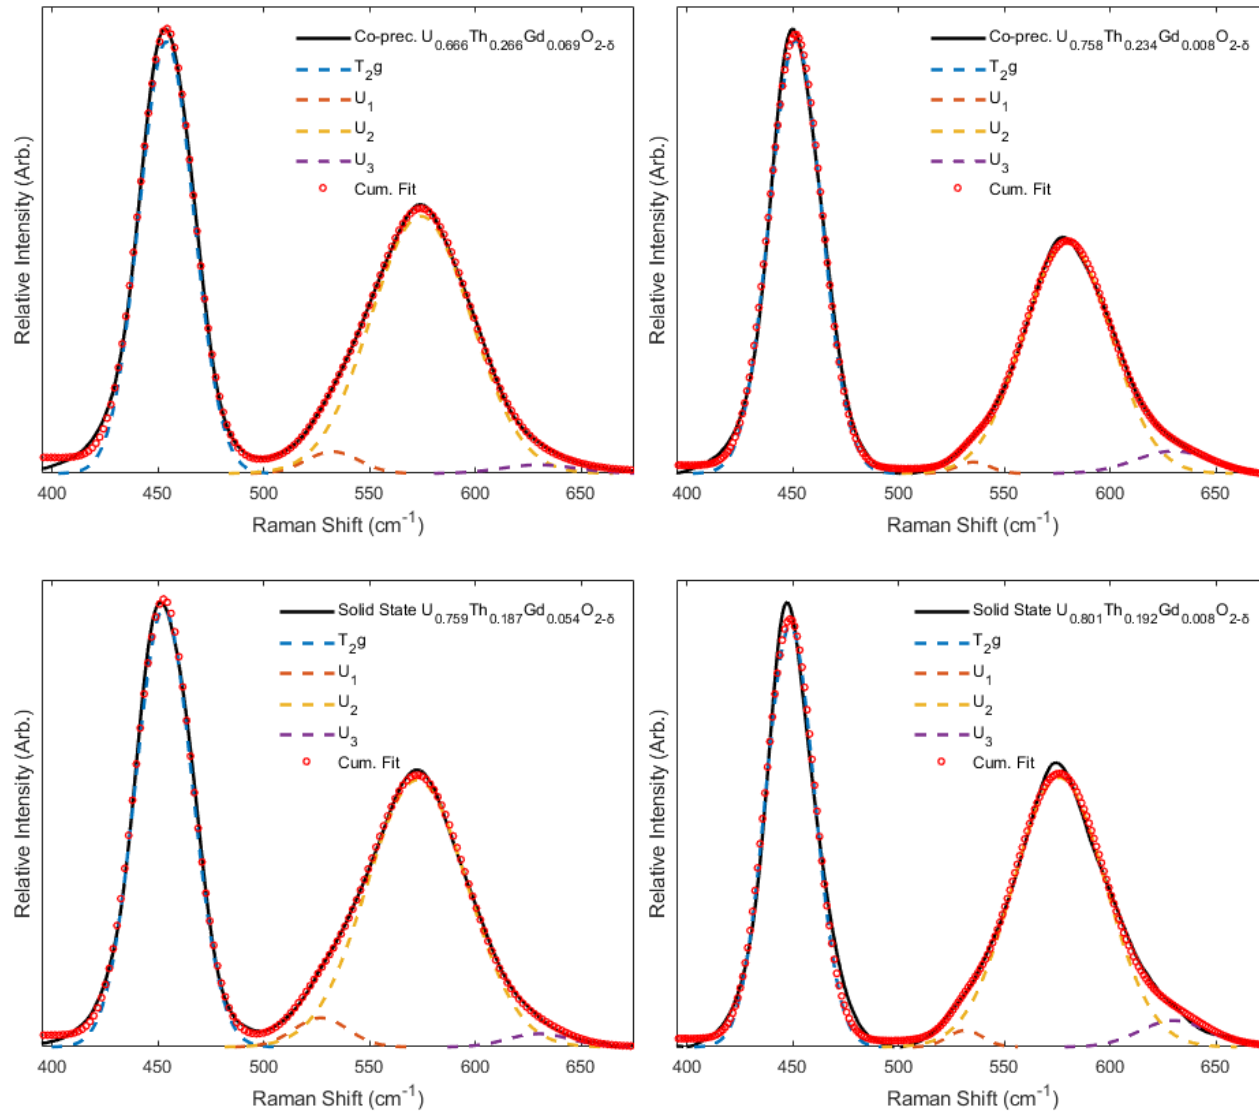 Co-prec. U0.666Th0.266Gd0.069O2-δ
T2g
U1
U2
U3
Cum. Fit
Relative Intensity (Arb.)
400 450 500 550 600 650
Raman Shift (cm-1)
Co-prec. U0.758Th0.234Gd0.008O2-δ
T2g
U1
U2
U3
Cum. Fit
Relative Intensity (Arb.)
400 450 500 550 600 650
Raman Shift (cm-1)
Solid State U0.759Th0.187Gd0.054O2-δ
T2g
U1
U2
U3
Cum. Fit
Relative Intensity (Arb.)
400 450 500 550 600 650
Raman Shift (cm-1)
Solid State U0.801Th0.192Gd0.008O2-δ
T2g
U1
U2
U3
Cum. Fit
Relative Intensity (Arb.)
400 450 500 550 600 650
Raman Shift (cm-1)